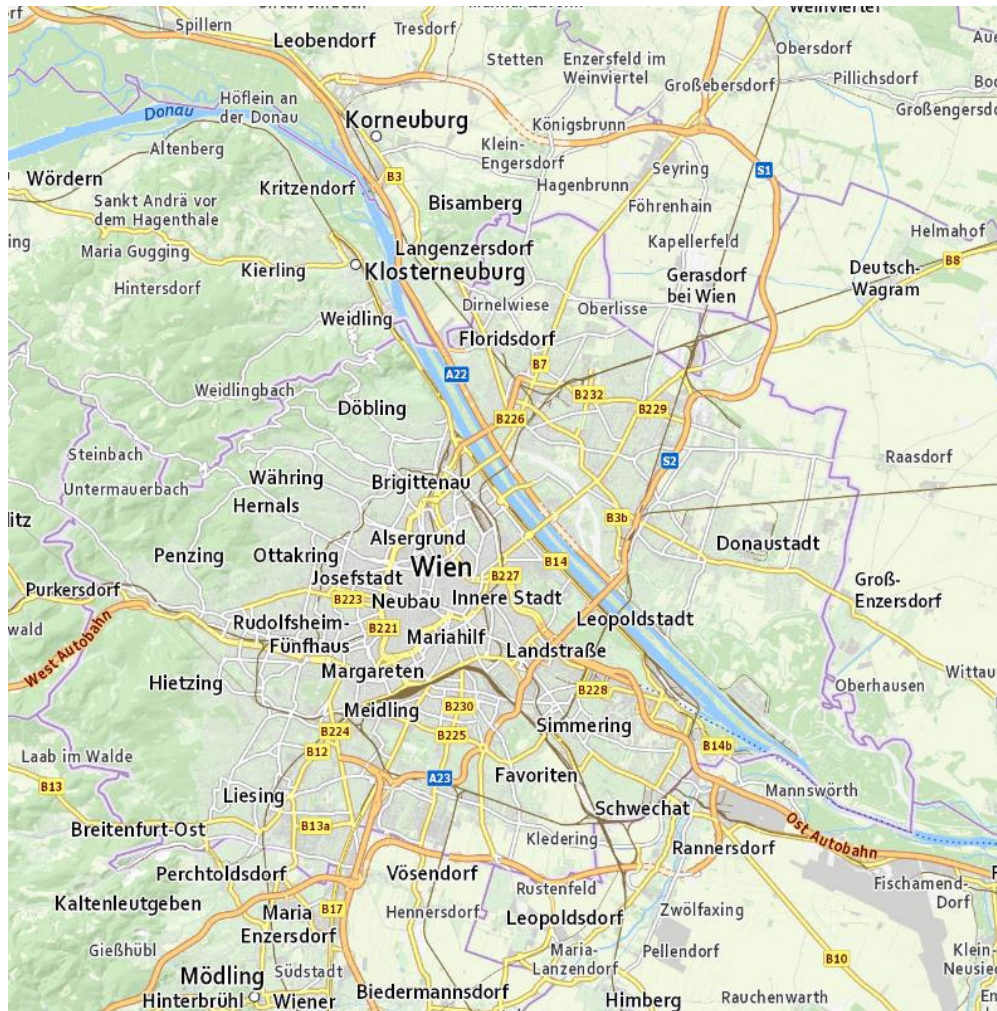 Spillern
Tresdorf
Leobendorf
Stetten
Enzersfeld im
Weinviertel
Weinviertel
Obersdorf
Großebersdorf
Pillichsdorf
Höflein an
der Donau
Donau
Korneuburg
Königsbrunn
Großengersdo
Altenberg
Klein-
Engersdorf
Seyring
S1
Wördern
Kritzendorf
B3
Hagenbrunn
Sankt Andrä vor
dem Hagenthale
Bisamberg
Föhrenhain
Helmahof
Maria Gugging
Langenzersdorf
Kapellerfeld
Kierling
Klosterneuburg
Gerasdorf
bei Wien
Deutsch-
Wagram
B8
Hintersdorf
Dirnelwiese
Oberlisse
Weidling
Floridsdorf
B7
A22
Weidlingbach
B232
Döbling
B226
B229
Steinbach
S2
Raasdorf
Untermauerbach
Währing
Brigittenau
Hernals
B3b
Penzing
Ottakring
Alsergrund
Donaustadt
Wien
B14
Josefstadt
B227
Groß-
Enzersdorf
Purkersdorf
B223
Neubau
Innere Stadt
Rudolfsheim-
Fünfhaus
B221
Mariahilf
Leopoldstadt
West Autobahn
Landstraße
Margareten
Wittau
Hietzing
B228
Oberhausen
Meidling
B230
Simmering
B224
B225
B14b
Laab im Walde
B12
B13
A23
Favoriten
Mannswörth
Liesing
Schwechat
Breitenfurt-Ost
B13a
Kledering
Ost Autobahn
Rannersdorf
Perchtoldsdorf
Vösendorf
Rustenfeld
Fischamend-
Dorf
Kaltenleutgeben
Maria
Enzersdorf
B17
Hennersdorf
Leopoldsdorf
Zwölfaxing
Gießhübl
Maria-
Lanzendorf
Pellendorf
B10
Klein-
Neusied
Mödling
Südstadt
Hinterbrühl
Wiener
Biedermannsdorf
Himberg
Rauchenwarth